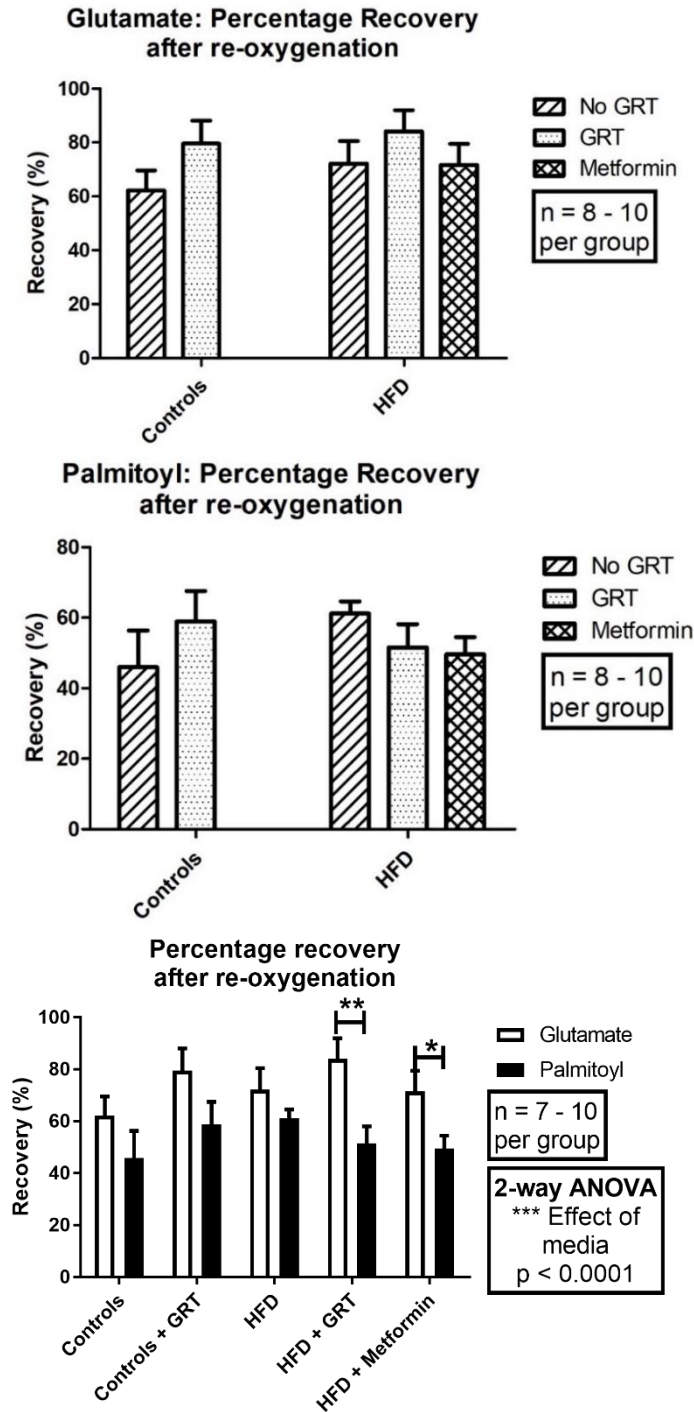 Glutamate: Percentage Recovery
after re-oxygenation
Recovery (%)
100
80
60
40
20
0
Controls
HFD
No GRT
GRT
Metformin
n = 8 - 10
per group
Palmitoyl: Percentage Recovery
after re-oxygenation
Recovery (%)
80
60
40
20
0
Controls
HFD
No GRT
GRT
Metformin
n = 8 - 10
per group
Percentage recovery
after re-oxygenation
Recovery (%)
100
80
60
40
20
0
**
*
Controls
Controls + GRT
HFD
HFD + GRT
HFD + Metformin
Glutamate
Palmitoyl
n = 7 - 10
per group
2-way ANOVA
*** Effect of
media
p < 0.0001